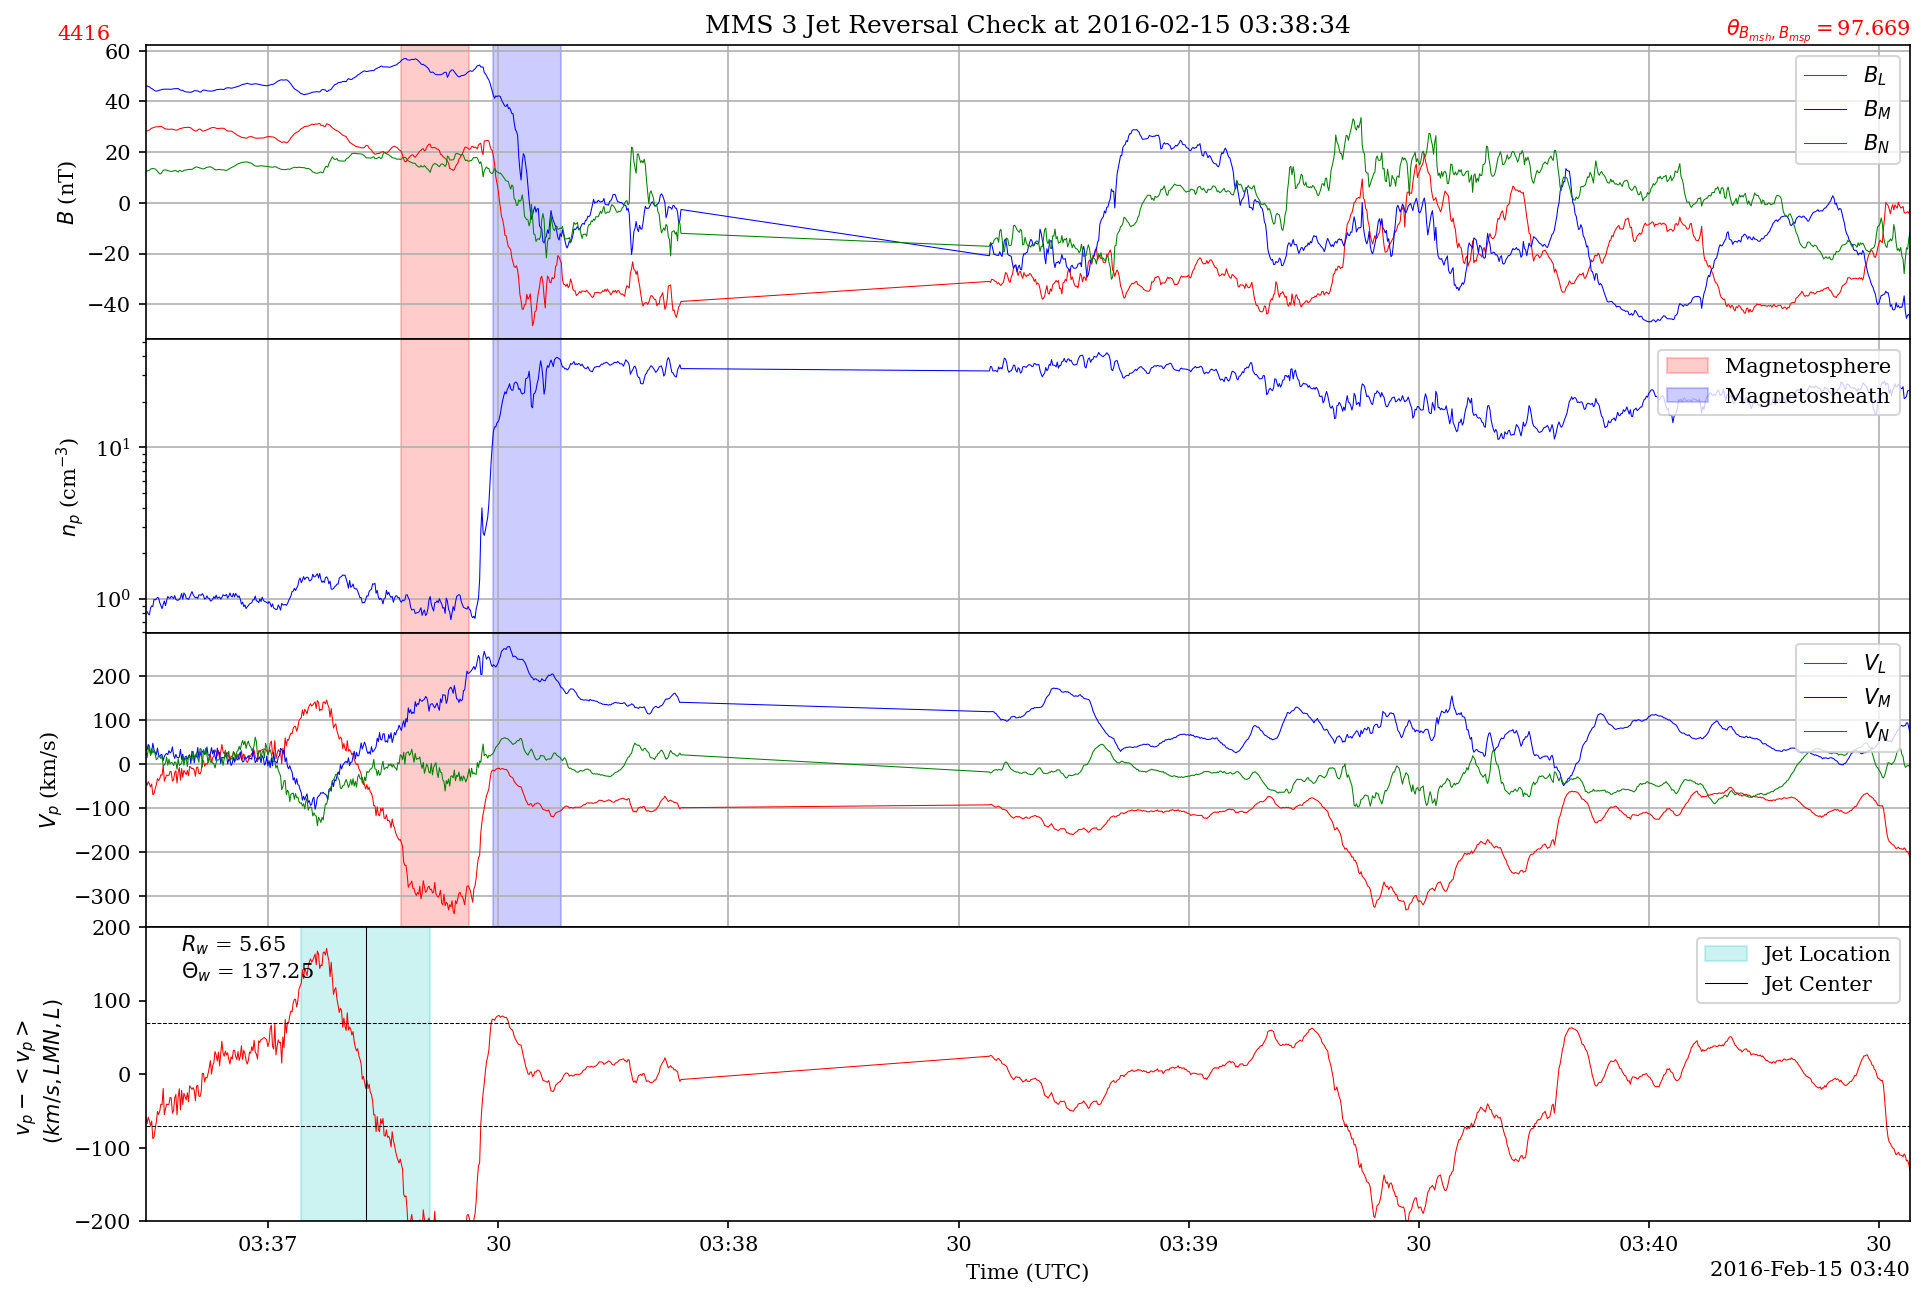 4416
MMS 3 Jet Reversal Check at 2016-02-15 03:38:34
θ_{B_{msh}, B_{msp}} = 97.669
60
40
20
0
−20
−40
B (nT)
B_L
B_M
B_N
10^1
10^0
n_p (cm^{−3})
Magnetosphere
Magnetosheath
200
100
0
−100
−200
−300
V_p (km/s)
V_L
V_M
V_N
200
100
0
−100
−200
v_p − < v_p >
(km/s, LMN, L)
R_w = 5.65
Θ_w = 137.25
Jet Location
Jet Center
03:37
30
03:38
30
03:39
30
03:40
30
Time (UTC)
2016-Feb-15 03:40